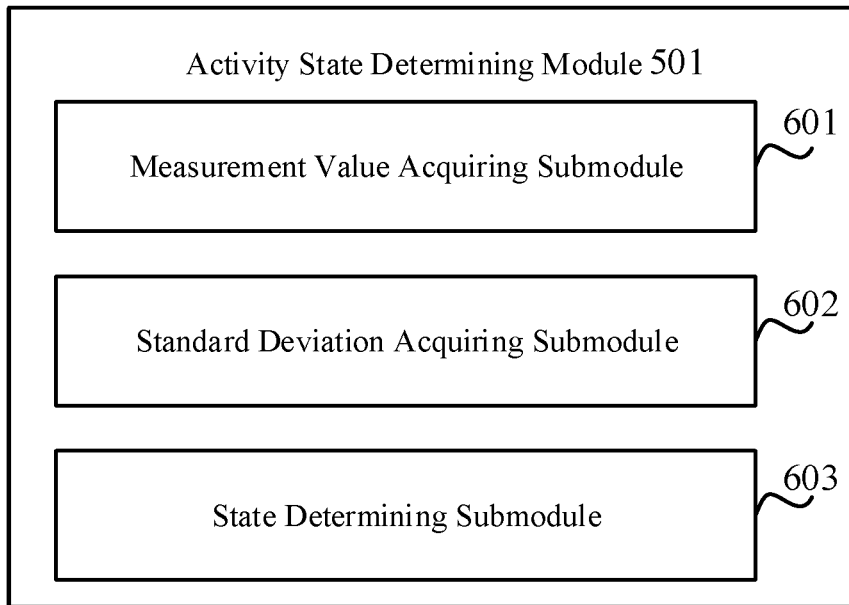 Activity State Determining Module 501
601
Measurement Value Acquiring Submodule
602
Standard Deviation Acquiring Submodule
603
State Determining Submodule